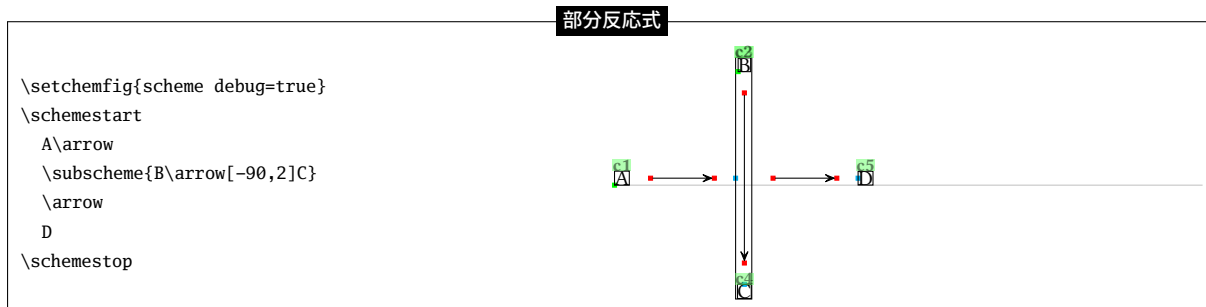 部分反応式
\setchemfig{scheme debug=true}
\schemestart
A\arrow
\subscheme{B\arrow[-90,2]C}
\arrow
D
\schemestop
c2
B
c1
A
c5
D
c4
C